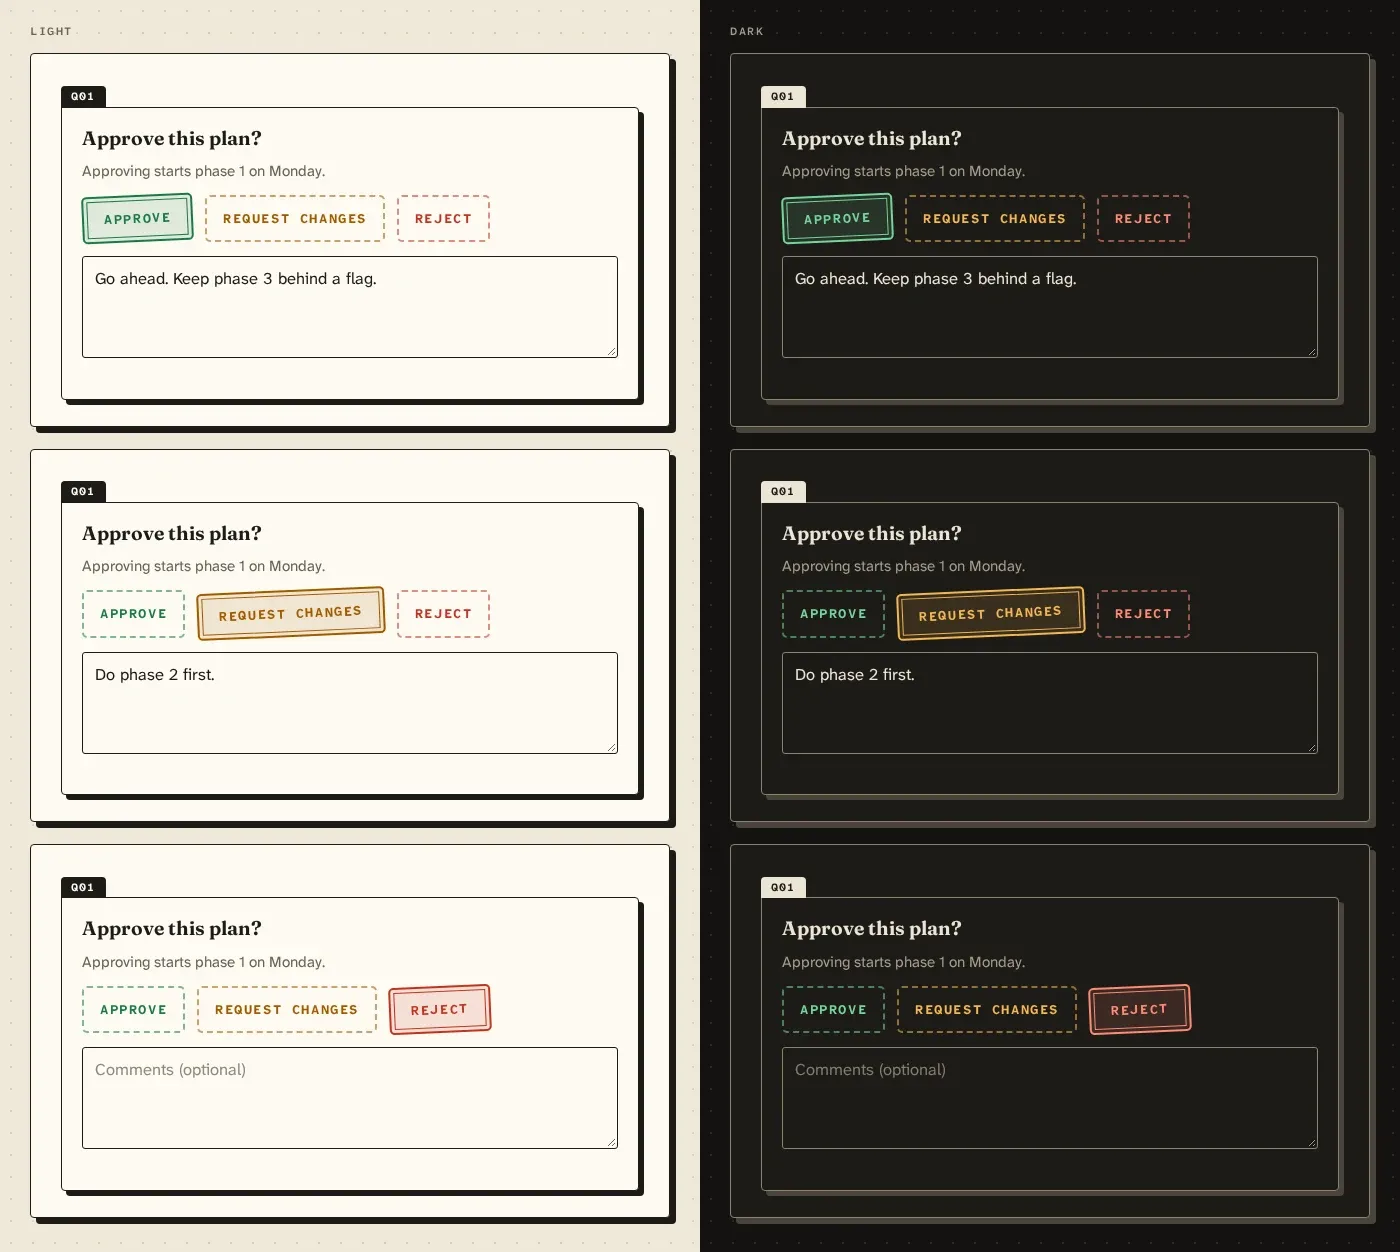 LIGHT
Q01
Approve this plan?
Approving starts phase 1 on Monday.
APPROVE REQUEST CHANGES REJECT
Go ahead. Keep phase 3 behind a flag.
Q01
Approve this plan?
Approving starts phase 1 on Monday.
APPROVE REQUEST CHANGES REJECT
Do phase 2 first.
Q01
Approve this plan?
Approving starts phase 1 on Monday.
APPROVE REQUEST CHANGES REJECT
Comments (optional)
DARK
Q01
Approve this plan?
Approving starts phase 1 on Monday.
APPROVE REQUEST CHANGES REJECT
Go ahead. Keep phase 3 behind a flag.
Q01
Approve this plan?
Approving starts phase 1 on Monday.
APPROVE REQUEST CHANGES REJECT
Do phase 2 first.
Q01
Approve this plan?
Approving starts phase 1 on Monday.
APPROVE REQUEST CHANGES REJECT
Comments (optional)